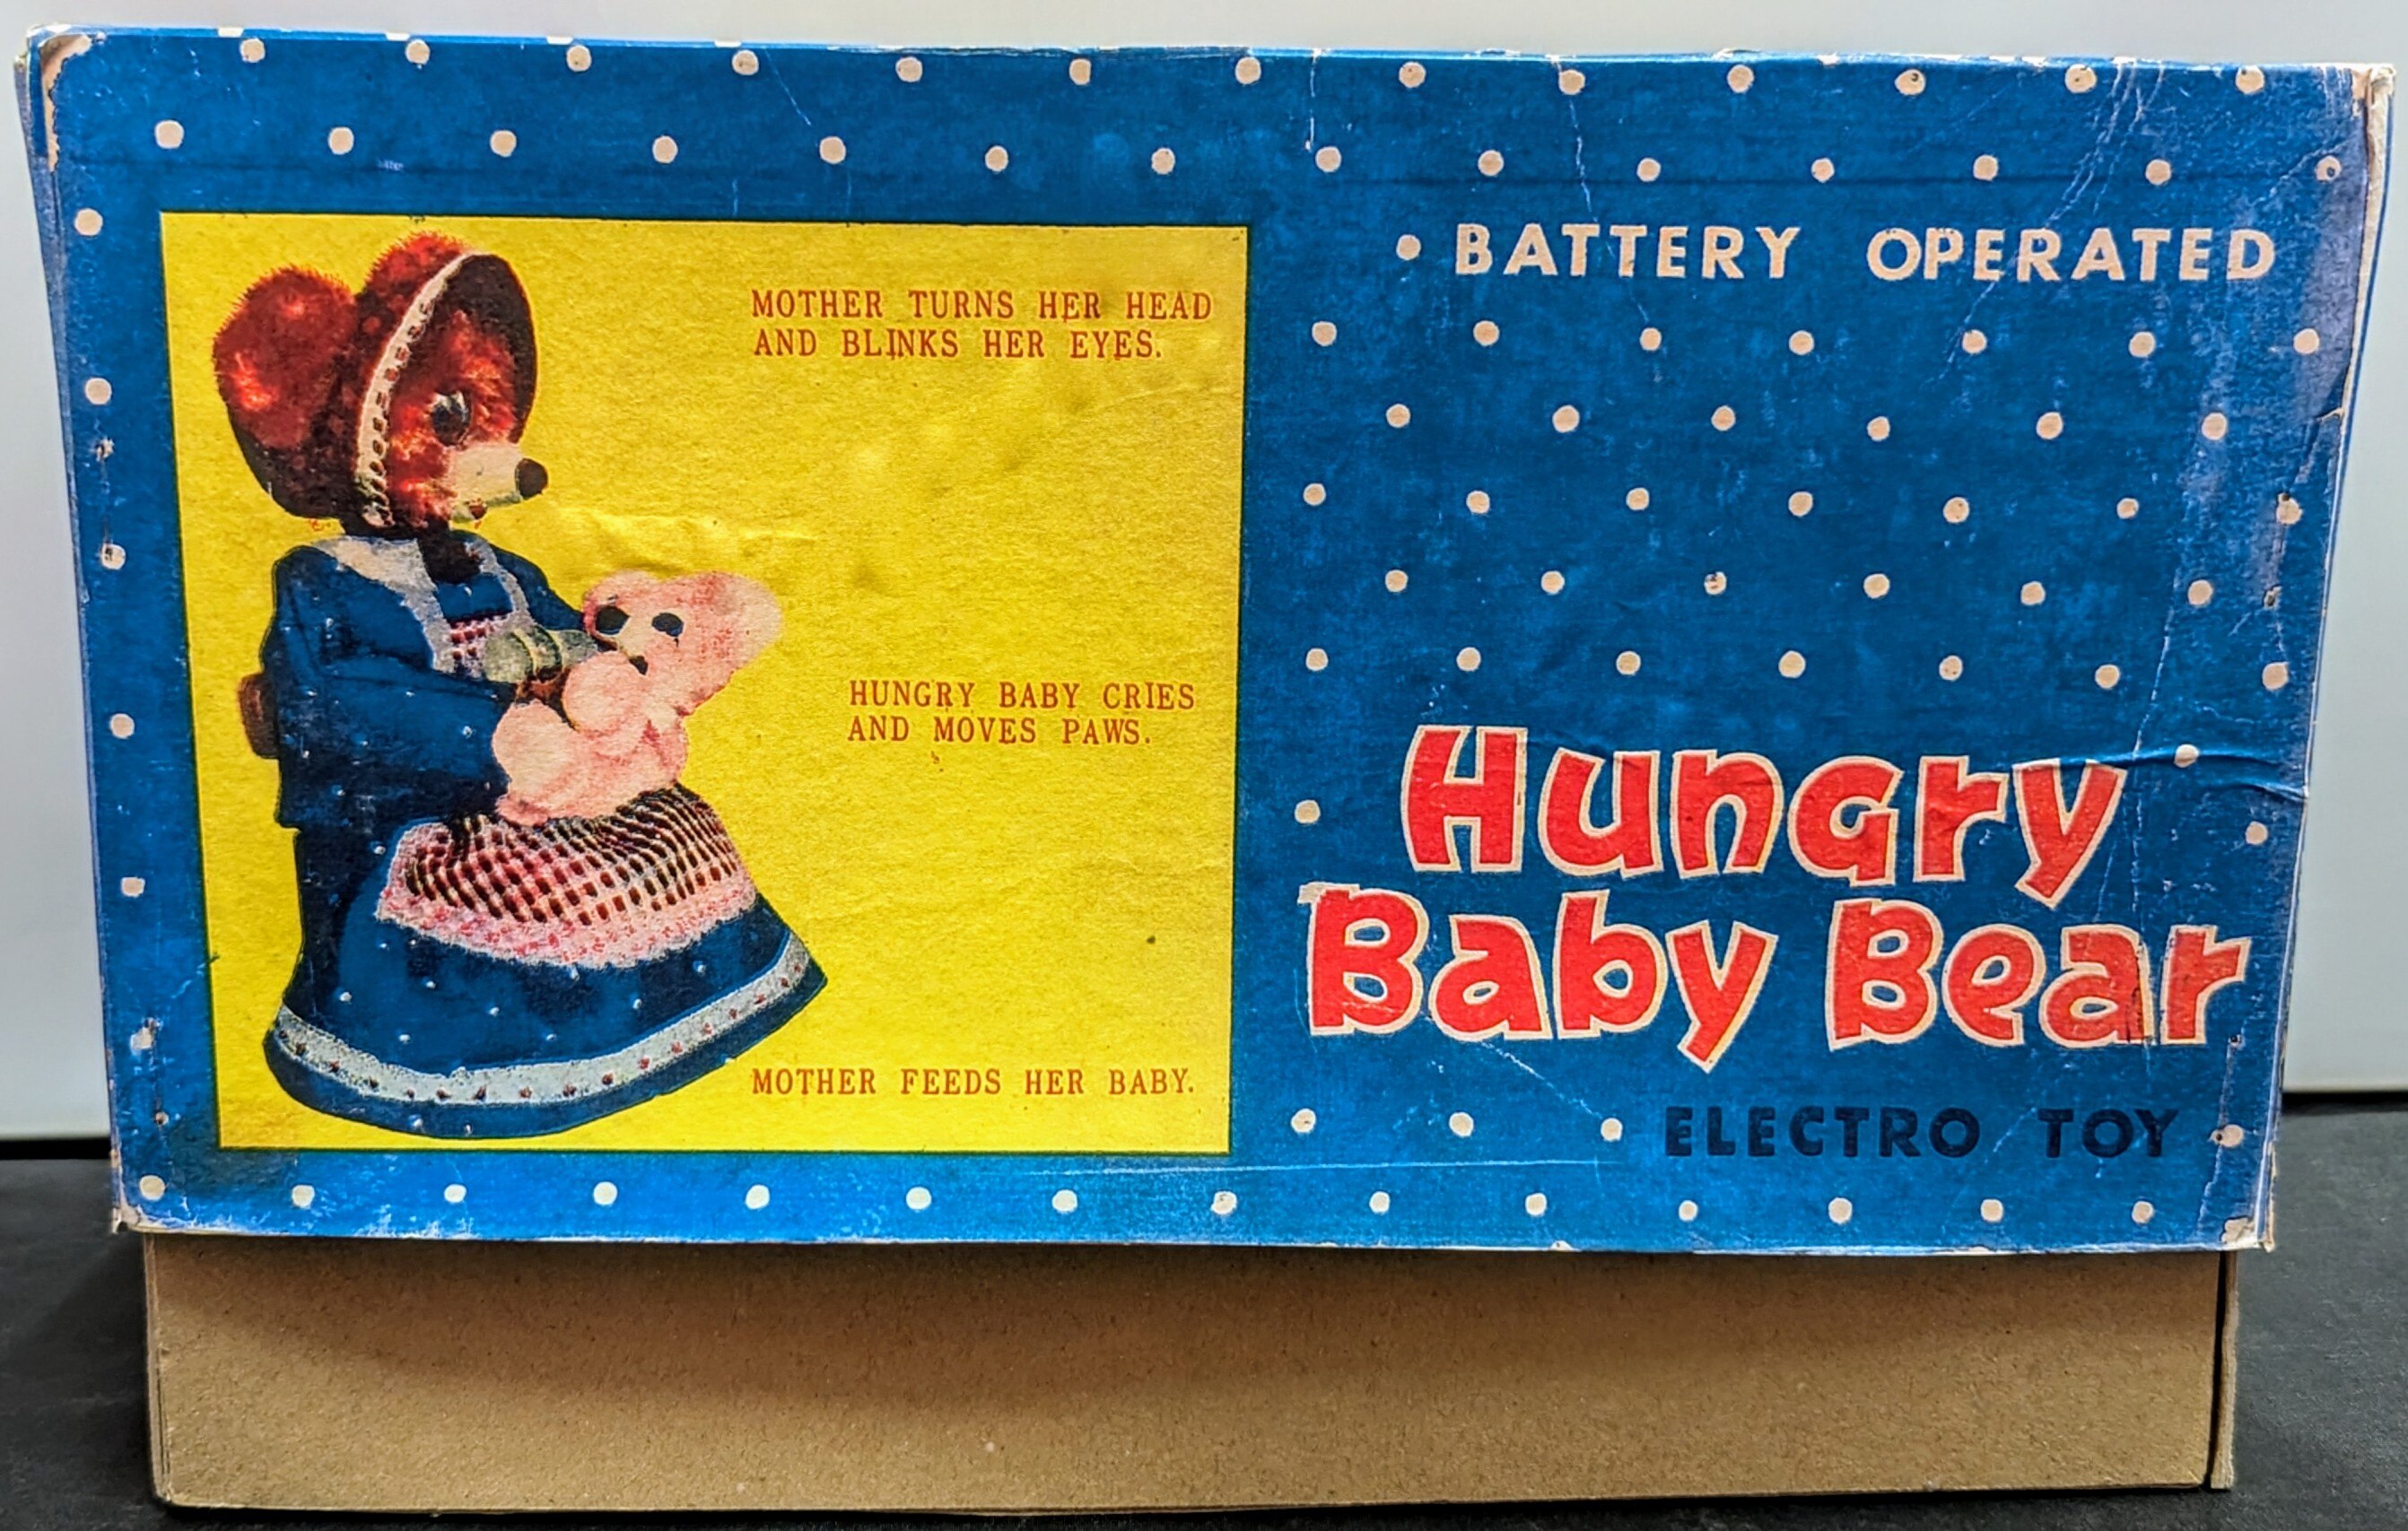 MOTHER TURNS HER HEAD
AND BLINKS HER EYES.
HUNGRY BABY CRIES
AND MOVES PAWS.
MOTHER FEEDS HER BABY.
• BATTERY OPERATED
Hungry
Baby Bear
ELECTRO TOY